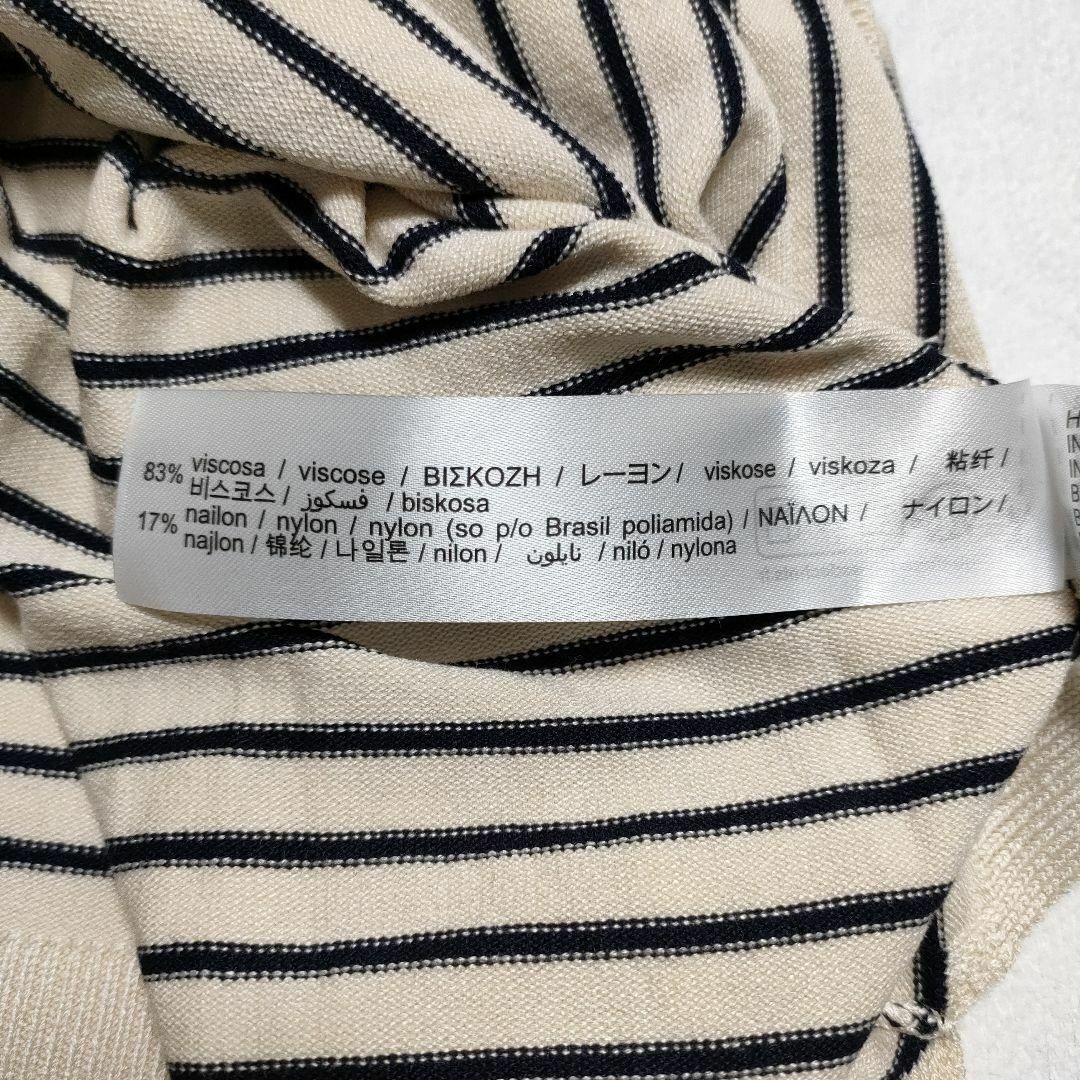 83% viscosa / viscose / ΒΙΣΚΟΖΗ / レーヨン / viskose / viskoza / 粘纤 /
비스코스 / فسكوز / biskosa
17% nailon / nylon / nylon (so p/o Brasil poliamida) / ΝΑΪΛΟΝ / ナイロン /
najlon / 锦纶 / 나일론 / nilon / نايلون / niló / nylona